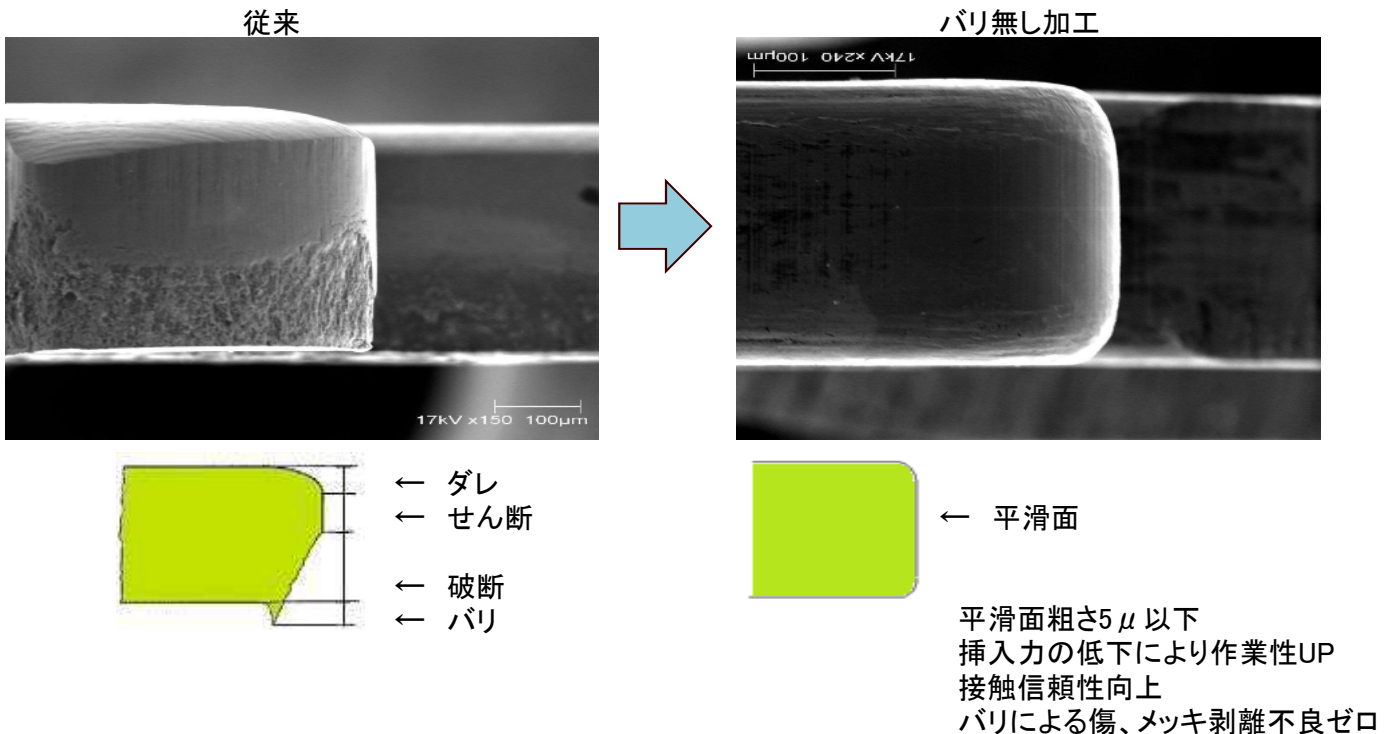 従来
バリ無し加工
17kV x150 100μm
17kV x240 100μm
← ダレ
← せん断
← 破断
← バリ
← 平滑面
平滑面粗さ5μ以下
挿入力の低下により作業性UP
接触信頼性向上
バリによる傷、メッキ剥離不良ゼロ